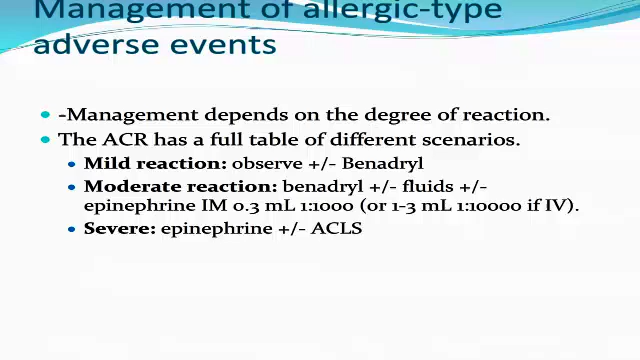 Management of allergic-type
adverse events
-Management depends on the degree of reaction.
The ACR has a full table of different scenarios.
Mild reaction: observe +/- Benadryl
Moderate reaction: benadryl +/- fluids +/-
epinephrine IM 0.3 mL 1:1000 (or 1-3 mL 1:10000 if IV).
Severe: epinephrine +/- ACLS